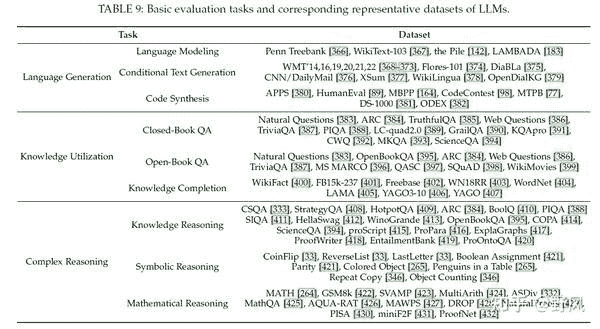 TABLE 9: Basic evaluation tasks and corresponding representative datasets of LLMs.
Task Dataset
Language Generation
Language Modeling
Penn Treebank [366], WikiText-103 [367], the Pile [142], LAMBADA [183]
Conditional Text Generation
WMT'14,16,19,20,21,22 [368–373], Flores-101 [374], DiaBLa [375],
CNN/DailyMail [376], XSum [377], WikiLingua [378], OpenDialKG [379]
Code Synthesis
APPS [380], HumanEval [89], MBPP [164], CodeContest [98], MTPB [77],
DS-1000 [381], ODEX [382]
Knowledge Utilization
Closed-Book QA
Natural Questions [383], ARC [384], TruthfulQA [385], Web Questions [386],
TriviaQA [387], PIQA [388], LC-quad2.0 [389], GrailQA [390], KQApro [391],
CWQ [392], MKQA [393], ScienceQA [394]
Open-Book QA
Natural Questions [383], OpenBookQA [395], ARC [384], Web Questions [386],
TriviaQA [387], MS MARCO [396], QASC [397], SQuAD [398], WikiMovies [399]
Knowledge Completion
WikiFact [400], FB15k-237 [401], Freebase [402], WN18RR [403], WordNet [404],
LAMA [405], YAGO3-10 [406], YAGO [407]
Complex Reasoning
Knowledge Reasoning
CSQA [333], StrategyQA [408], HotpotQA [409], ARC [384], BoolQ [410], PIQA [388]
SIQA [411], HellaSwag [412], WinoGrande [413], OpenBookQA [395], COPA [414]
ScienceQA [394], proScript [415], ProPara [416], ExplaGraphs [417],
ProofWriter [418], EntailmentBank [419], ProOntoQA [420]
Symbolic Reasoning
CoinFlip [33], ReverseList [33], LastLetter [33], Boolean Assignment [421],
Parity [421], Colored Object [265], Penguins in a Table [265],
Repeat Copy [346], Object Counting [346]
Mathematical Reasoning
MATH [264], GSM8k [422], SVAMP [423], MultiArith [424], ASDiv [332],
MathQA [425], AQUA-RAT [426], MAWPS [427], DROP
PISA [430], miniF2F [431], ProofNet [432]
知乎 @野风